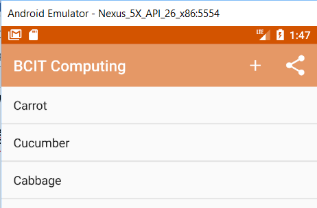 Android Emulator - Nexus_5X_API_26_x86:5554
1:47
BCIT Computing
Carrot
Cucumber
Cabbage